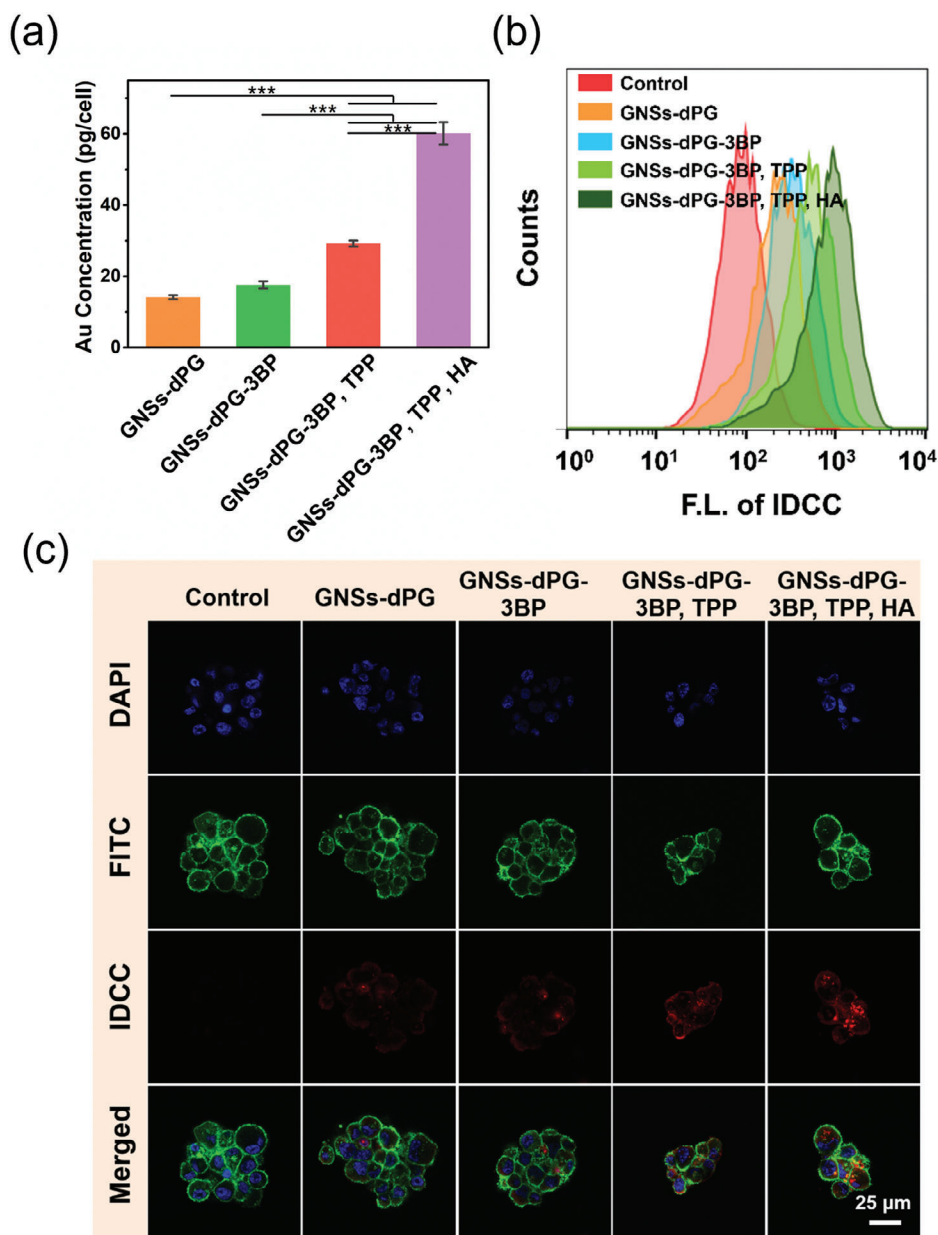 (a)
Au Concentration (pg/cell)
60
40
20
0
***
***
***
GNSs-dPG
GNSs-dPG-3BP
GNSs-dPG-3BP, TPP
GNSs-dPG-3BP, TPP, HA
(b)
Counts
Control
GNSs-dPG
GNSs-dPG-3BP
GNSs-dPG-3BP, TPP
GNSs-dPG-3BP, TPP, HA
10⁰ 10² 10³ 10⁴
F.L. of IDCC
(c)
Control
GNSs-dPG
GNSs-dPG-
3BP
GNSs-dPG-
3BP, TPP
GNSs-dPG-
3BP, TPP, HA
DAPI
FITC
IDCC
Merged
25 µm